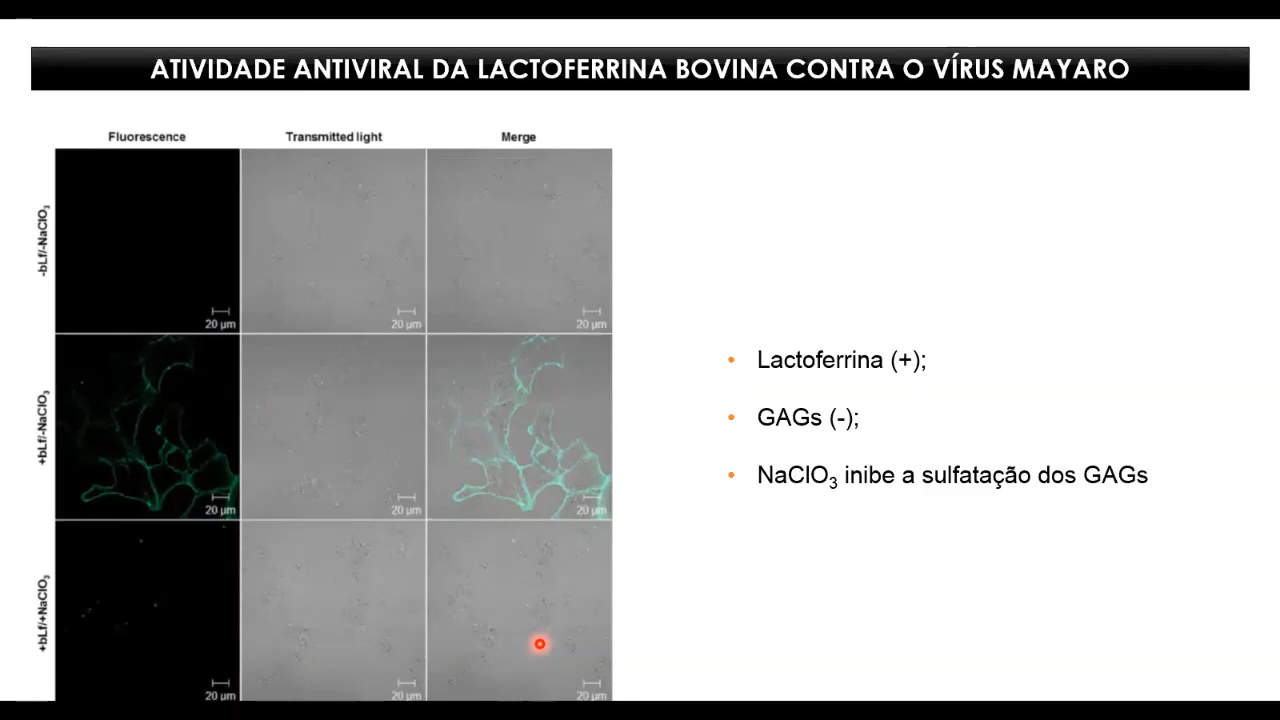 ATIVIDADE ANTIVIRAL DA LACTOFERRINA BOVINA CONTRA O VÍRUS MAYARO
Fluorescence Transmitted light Merge
-bLf/-NaClO3
20 µm 20 µm 20 µm
+bLf/-NaClO3
20 µm 20 µm 20 µm
+bLf/+NaClO3
20 µm 20 µm 20 µm
• Lactoferrina (+);
• GAGs (-);
• NaClO3 inibe a sulfatação dos GAGs